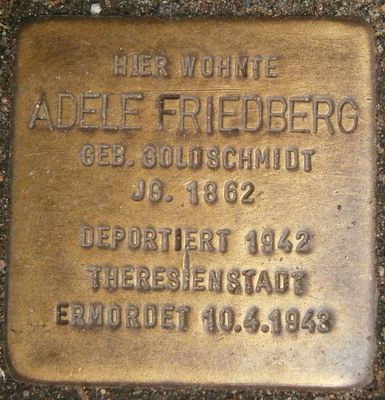 HIER WOHNTE
ADELE FRIEDBERG
GEB. GOLDSCHMIDT
JG. 1862
DEPORTIERT 1942
THERESIENSTADT
ERMORDET 10.4.1943